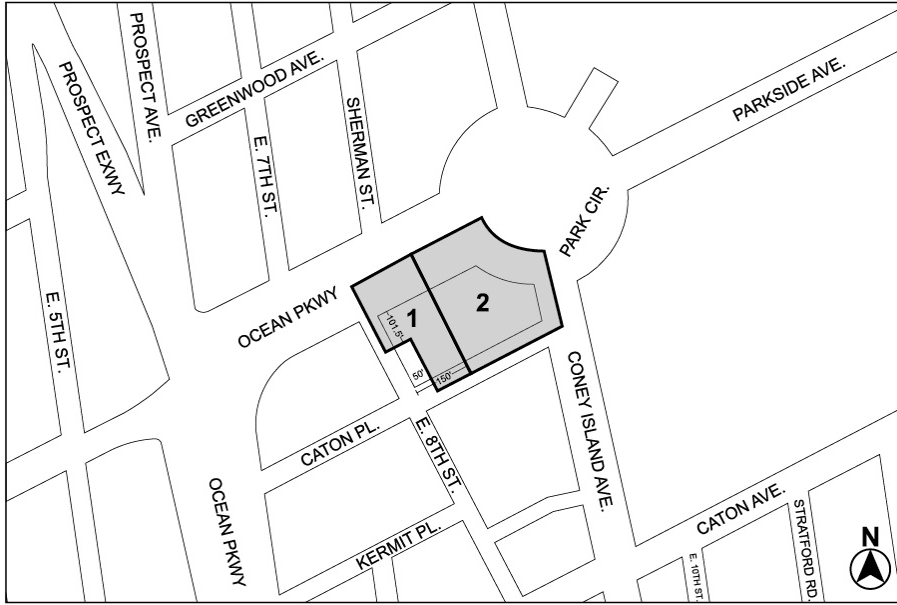 PROSPECT AVE.
PROSPECT EXWY
GREENWOOD AVE.
PARKSIDE AVE.
SHERMAN ST.
E. 7TH ST.
PARK CIR.
E. 5TH ST.
OCEAN PKWY
1
2
101.5'
50'
150'
CONEY ISLAND AVE.
CATON PL.
E. 8TH ST.
OCEAN PKWY
KERMIT PL.
CATON AVE.
STRATFORD RD.
E. 10TH ST.
N